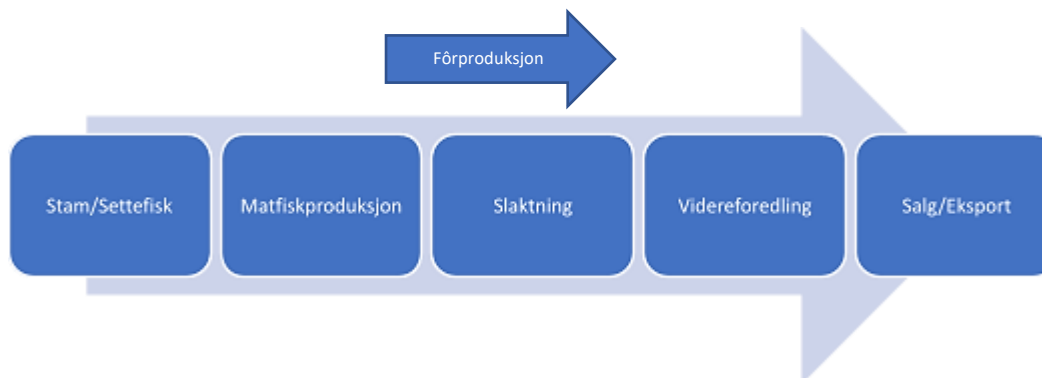 Fôrproduksjon
Stam/Settefisk
Matfiskproduksjon
Slaktning
Videreforedling
Salg/Eksport